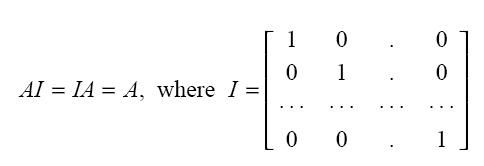 AI = IA = A, where I = [
1 0 . 0
0 1 . 0
... ... ... ...
0 0 . 1
]